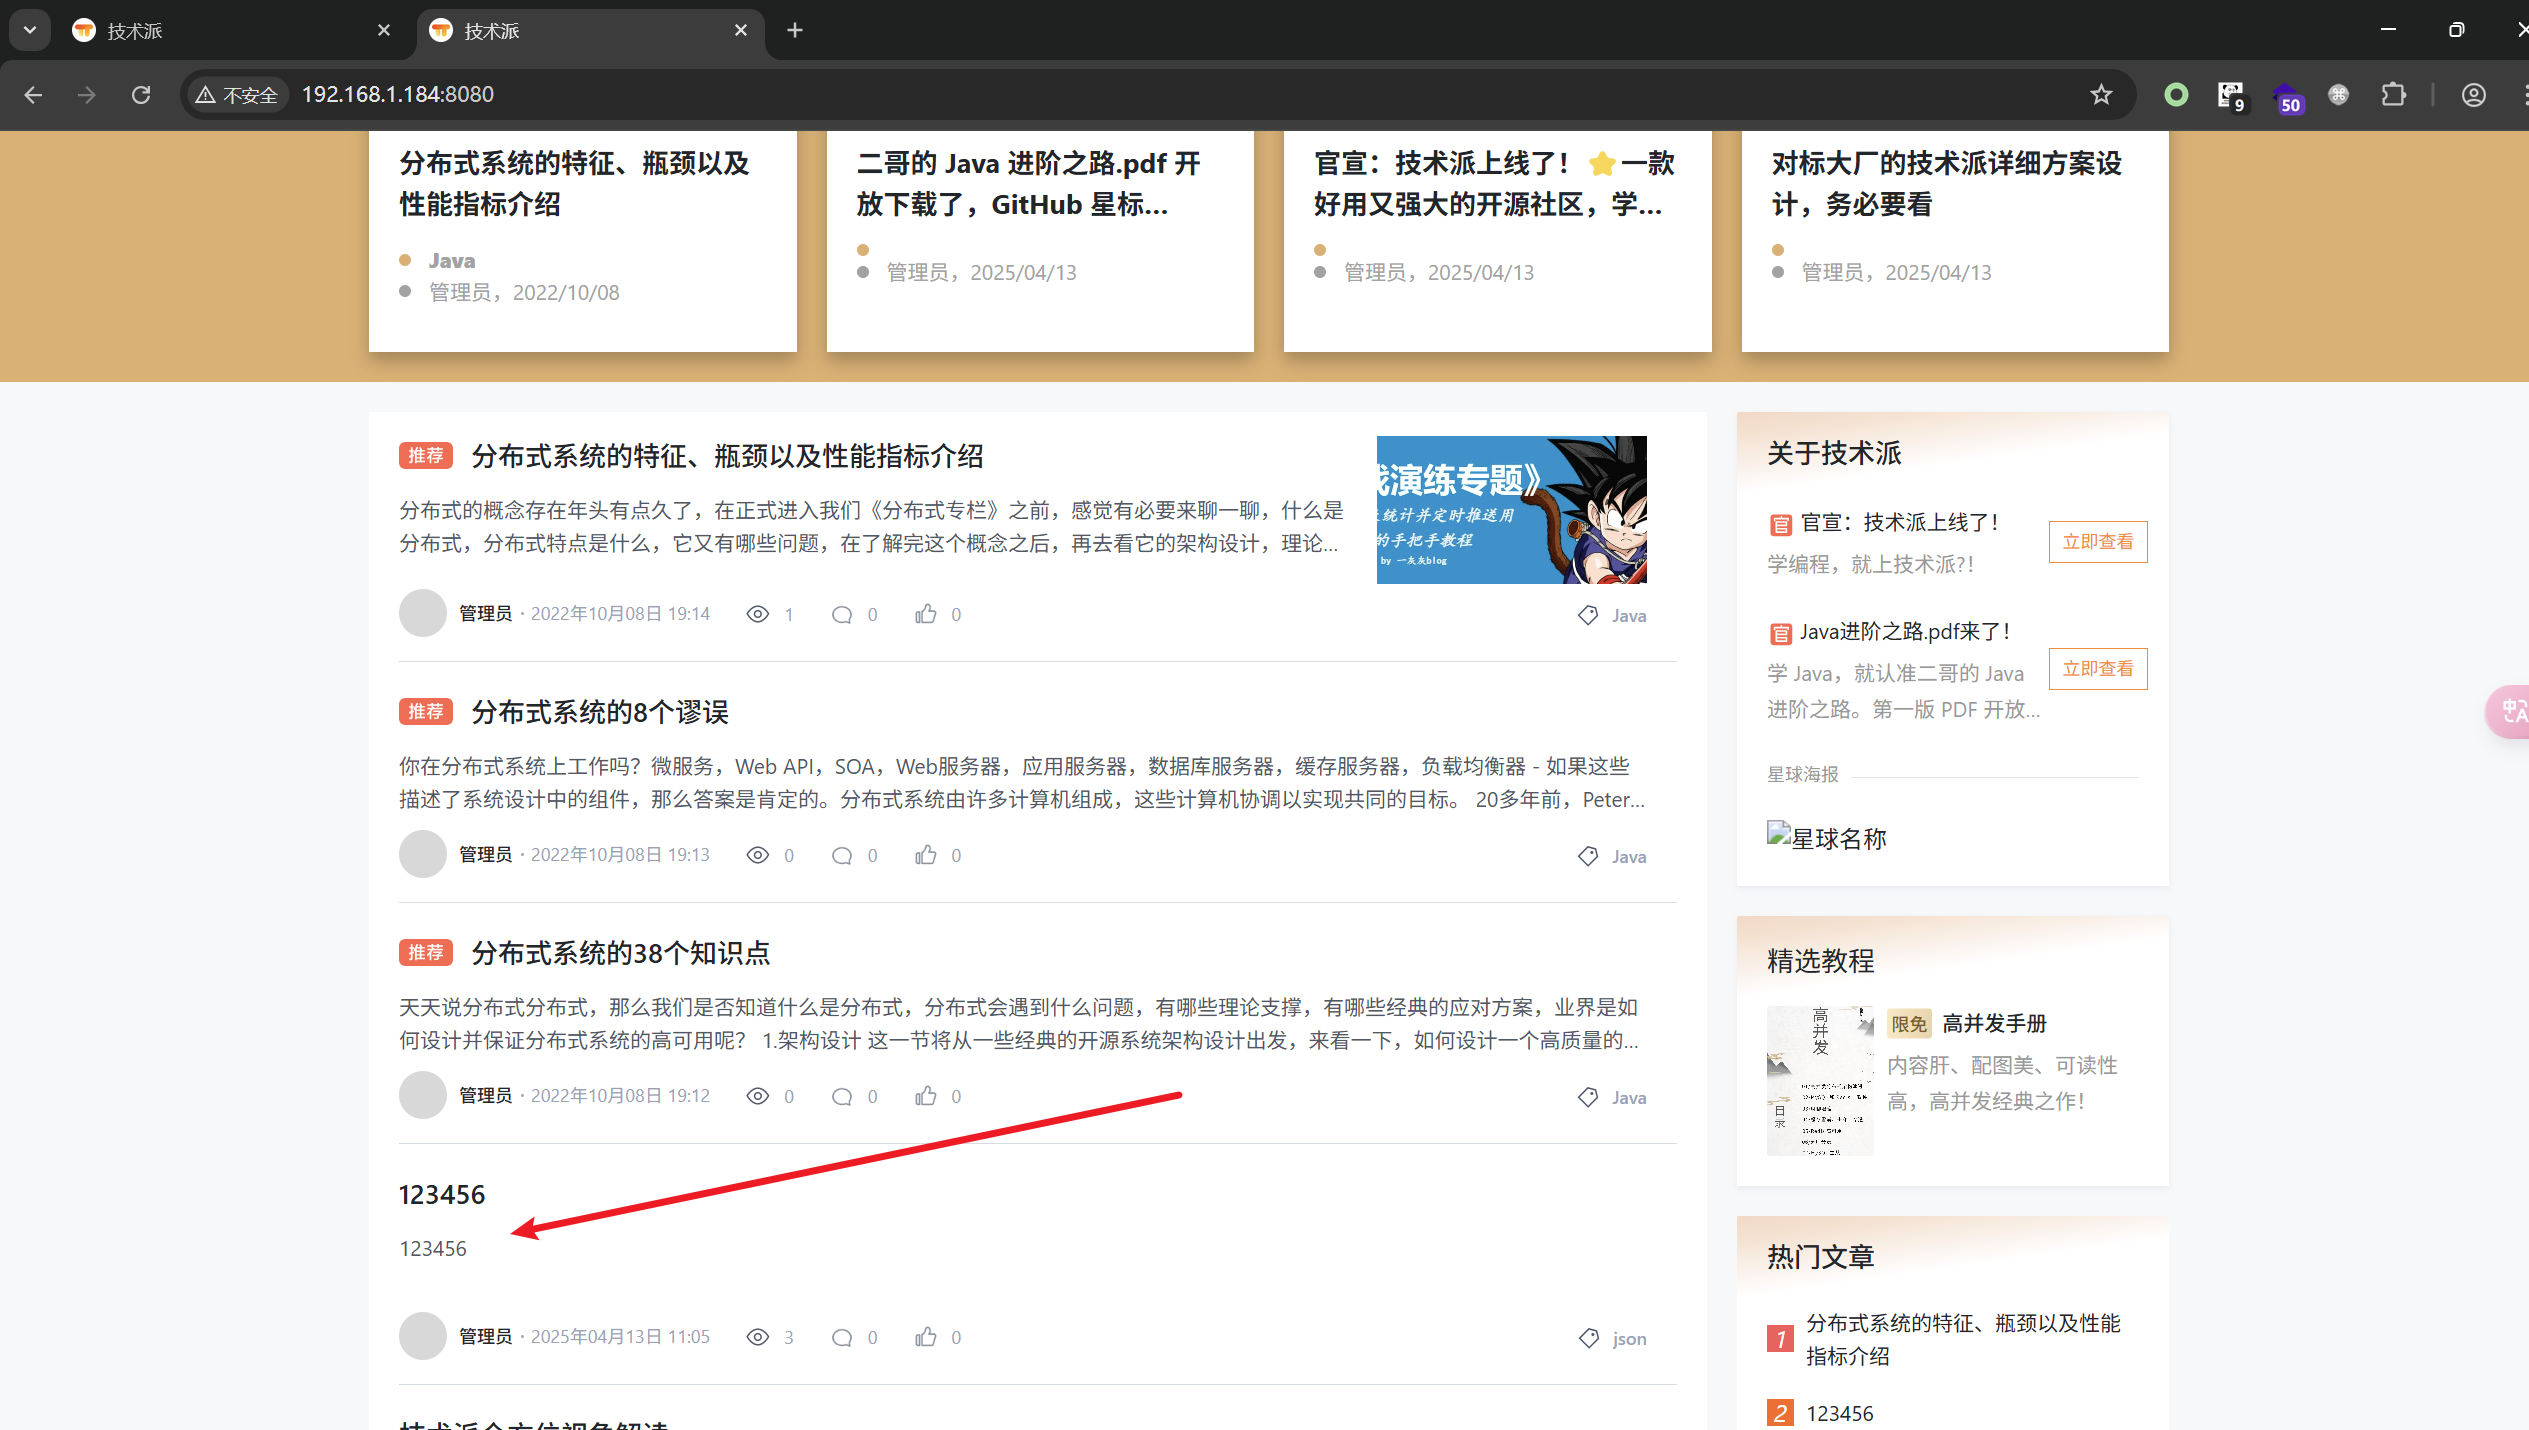 技术派
技术派
不安全
192.168.1.184:8080
9
50
分布式系统的特征、瓶颈以及
性能指标介绍
Java
管理员，2022/10/08
二哥的 Java 进阶之路.pdf 开
放下载了，GitHub 星标...
管理员，2025/04/13
官宣：技术派上线了！⭐一款
好用又强大的开源社区，学...
管理员，2025/04/13
对标大厂的技术派详细方案设
计，务必要看
管理员，2025/04/13
推荐 分布式系统的特征、瓶颈以及性能指标介绍
分布式的概念存在年头有点久了，在正式进入我们《分布式专栏》之前，感觉有必要来聊一聊，什么是
分布式，分布式特点是什么，它又有哪些问题，在了解完这个概念之后，再去看它的架构设计，理论...
演练专题》
统计并定时推送用
的手把手教程
by 一灰灰blog
管理员 · 2022年10月08日 19:14 1 0 0 Java
推荐 分布式系统的8个谬误
你在分布式系统上工作吗？微服务，Web API，SOA，Web服务器，应用服务器，数据库服务器，缓存服务器，负载均衡器 - 如果这些
描述了系统设计中的组件，那么答案是肯定的。分布式系统由许多计算机组成，这些计算机协调以实现共同的目标。 20多年前，Peter...
管理员 · 2022年10月08日 19:13 0 0 0 Java
推荐 分布式系统的38个知识点
天天说分布式分布式，那么我们是否知道什么是分布式，分布式会遇到什么问题，有哪些理论支撑，有哪些经典的应对方案，业界是如
何设计并保证分布式系统的高可用呢？ 1.架构设计 这一节将从一些经典的开源系统架构设计出发，来看一下，如何设计一个高质量的...
管理员 · 2022年10月08日 19:12 0 0 0 Java
123456
123456
管理员 · 2025年04月13日 11:05 3 0 0 json
技术派全方位视角解读
关于技术派
官 官宣：技术派上线了！
学编程，就上技术派?!
立即查看
官 Java进阶之路.pdf来了！
学 Java，就认准二哥的 Java
进阶之路。第一版 PDF 开放...
立即查看
星球海报
星球名称
精选教程
高并发
目录
限免 高并发手册
内容肝、配图美、可读性
高，高并发经典之作！
热门文章
1 分布式系统的特征、瓶颈以及性能
指标介绍
2 123456
中A